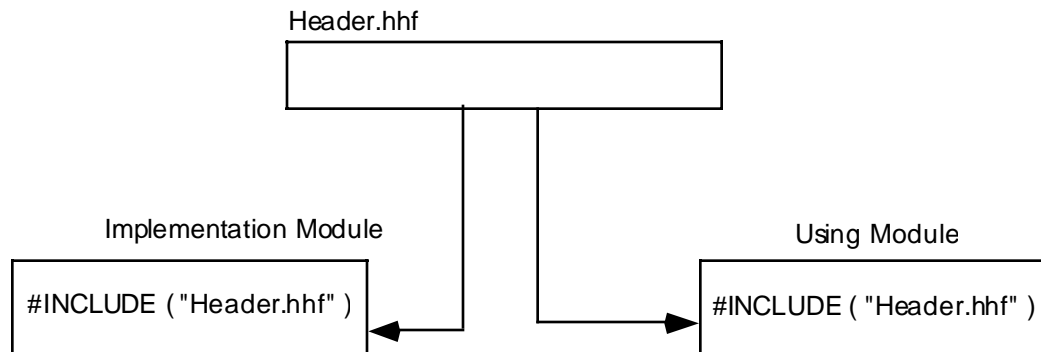 Header.hhf
Implementation Module
Using Module
#INCLUDE ( "Header.hhf" )
#INCLUDE ( "Header.hhf" )